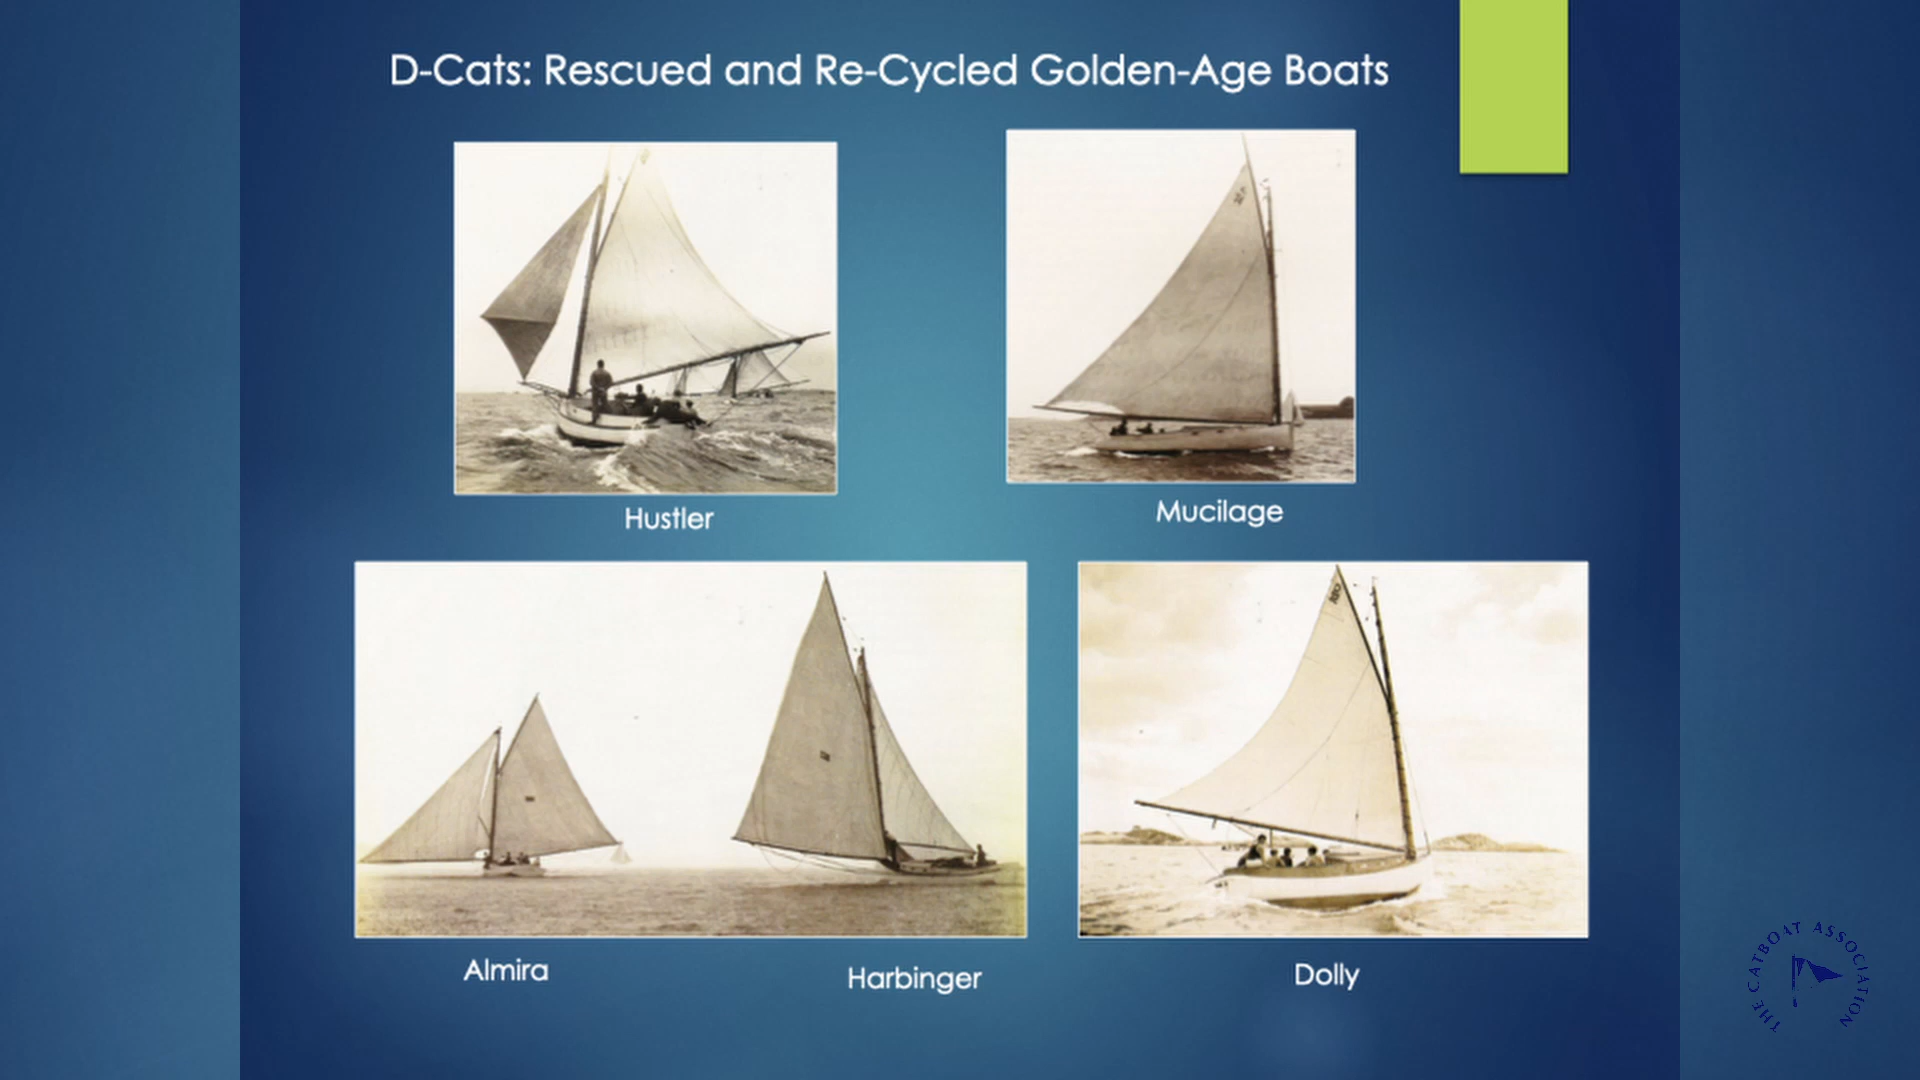 D-Cats: Rescued and Re-Cycled Golden-Age Boats
Hustler
Mucilage
Almira
Harbinger
Dolly
THE CATBOAT ASSOCIATION